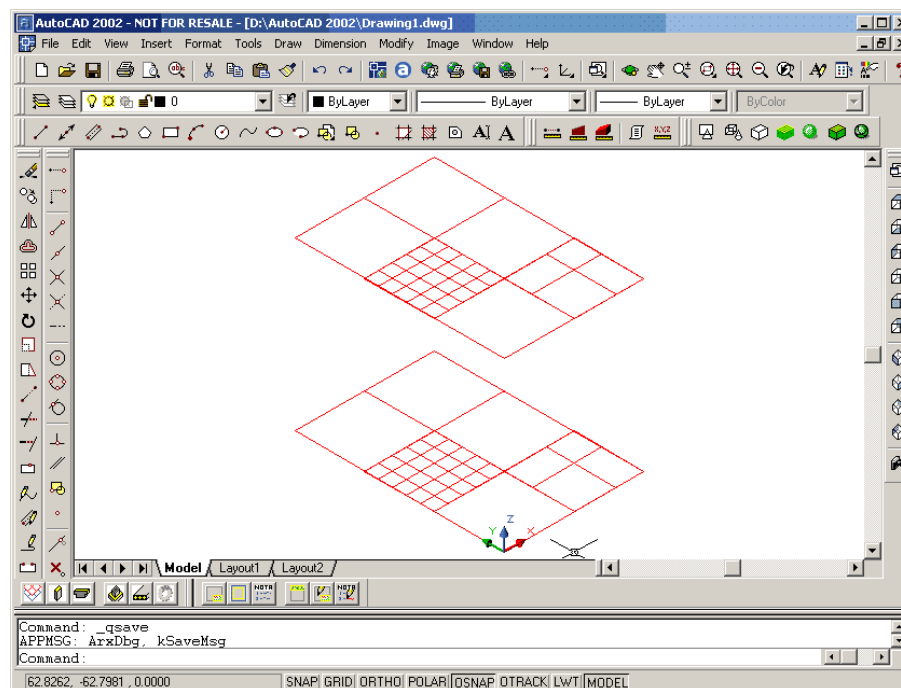 AutoCAD 2002 - NOT FOR RESALE - [D:\AutoCAD 2002\Drawing1.dwg]
File Edit View Insert Format Tools Draw Dimension Modify Image Window Help
0 ByLayer ByLayer ByLayer ByColor
A A
X,Y,Z
Y Z X
Model Layout1 Layout2
NOTA NOTE
Command: _qsave
APPMSG: ArxDbg, kSaveMsg
Command:
62.8262, -62.7981 , 0.0000 SNAP GRID ORTHO POLAR OSNAP OTRACK LWT MODEL